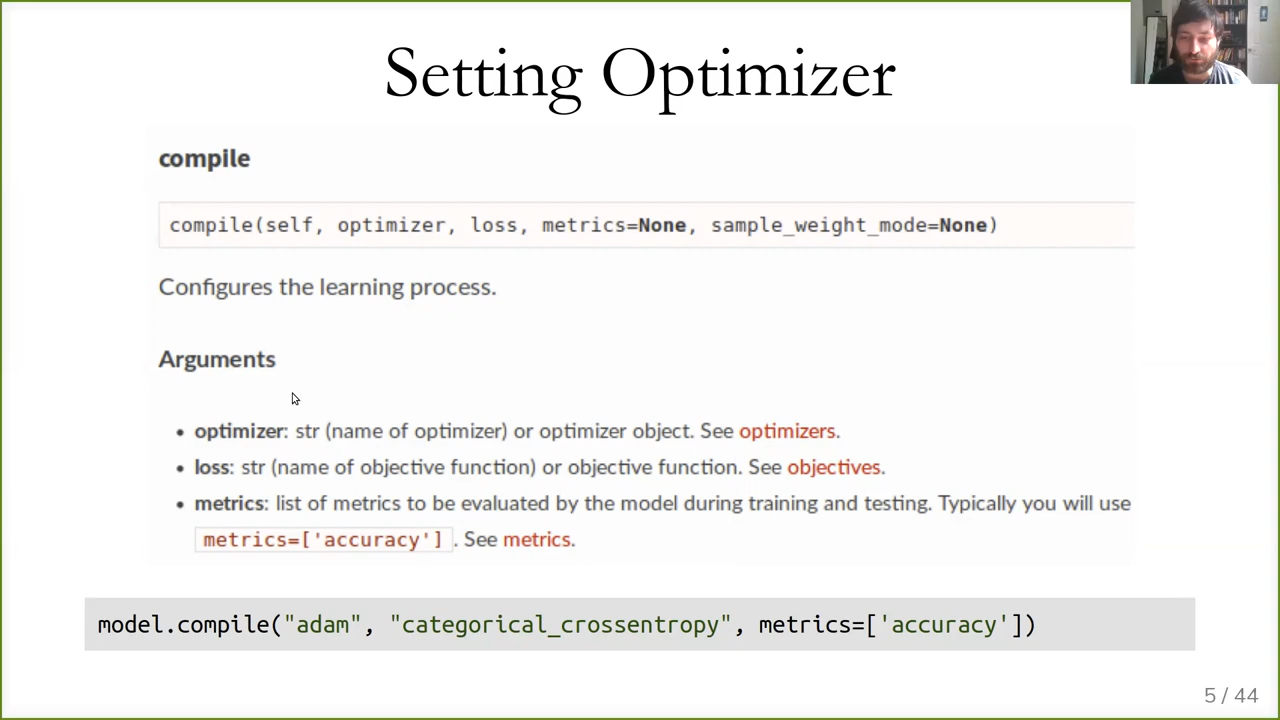 Setting Optimizer
compile
compile(self, optimizer, loss, metrics=None, sample_weight_mode=None)
Configures the learning process.
Arguments
• optimizer: str (name of optimizer) or optimizer object. See optimizers.
• loss: str (name of objective function) or objective function. See objectives.
• metrics: list of metrics to be evaluated by the model during training and testing. Typically you will use
metrics=['accuracy'] . See metrics.
model.compile("adam", "categorical_crossentropy", metrics=['accuracy'])
5 / 44